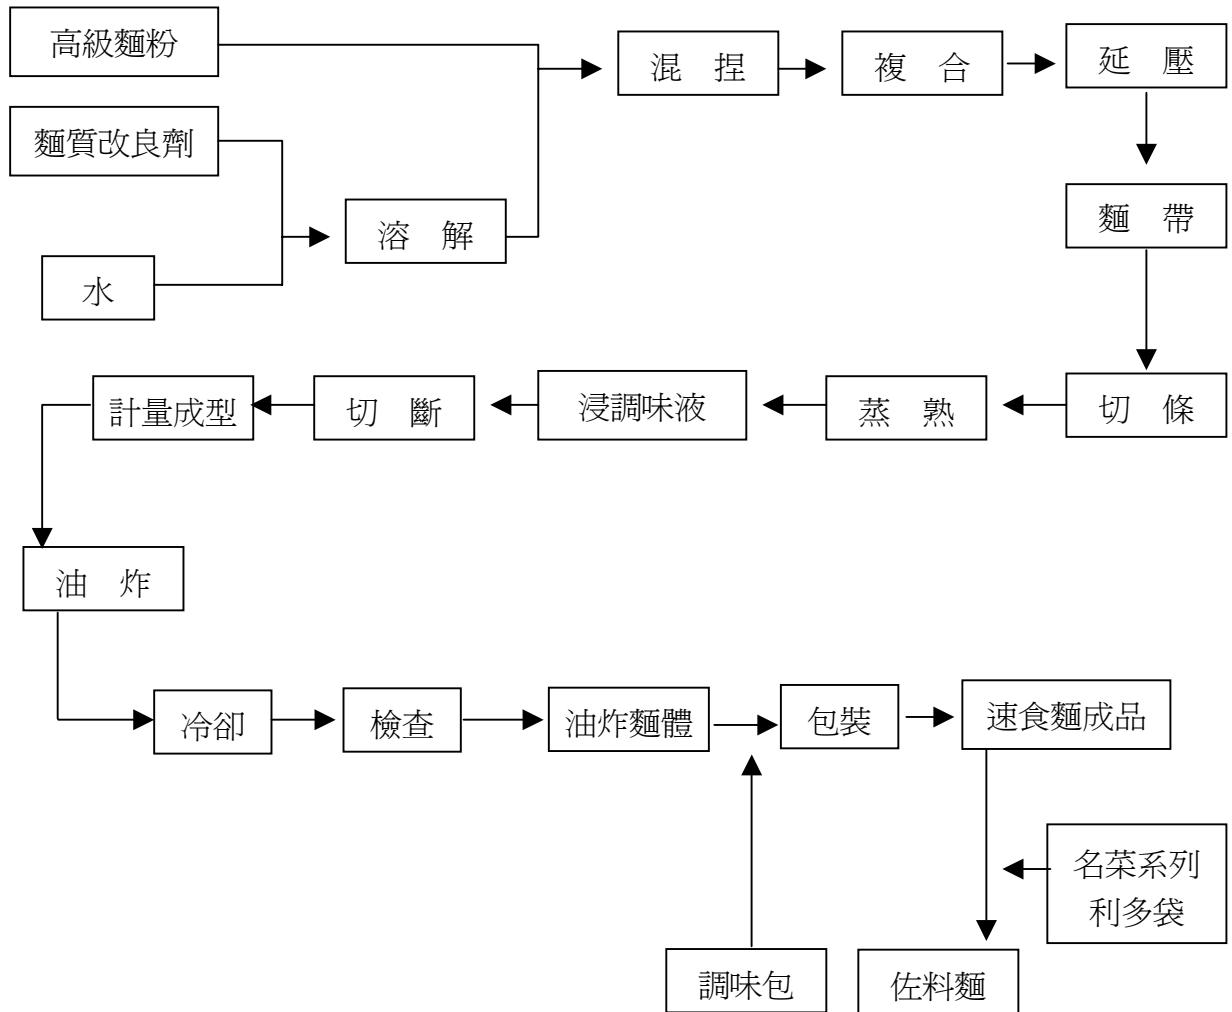 高級麵粉
混　捏
複　合
延　壓
麵質改良劑
溶　解
麵　帶
水
計量成型
切　斷
浸調味液
蒸　熟
切　條
油　炸
冷卻
檢查
油炸麵體
包裝
速食麵成品
名菜系列
利多袋
調味包
佐料麵